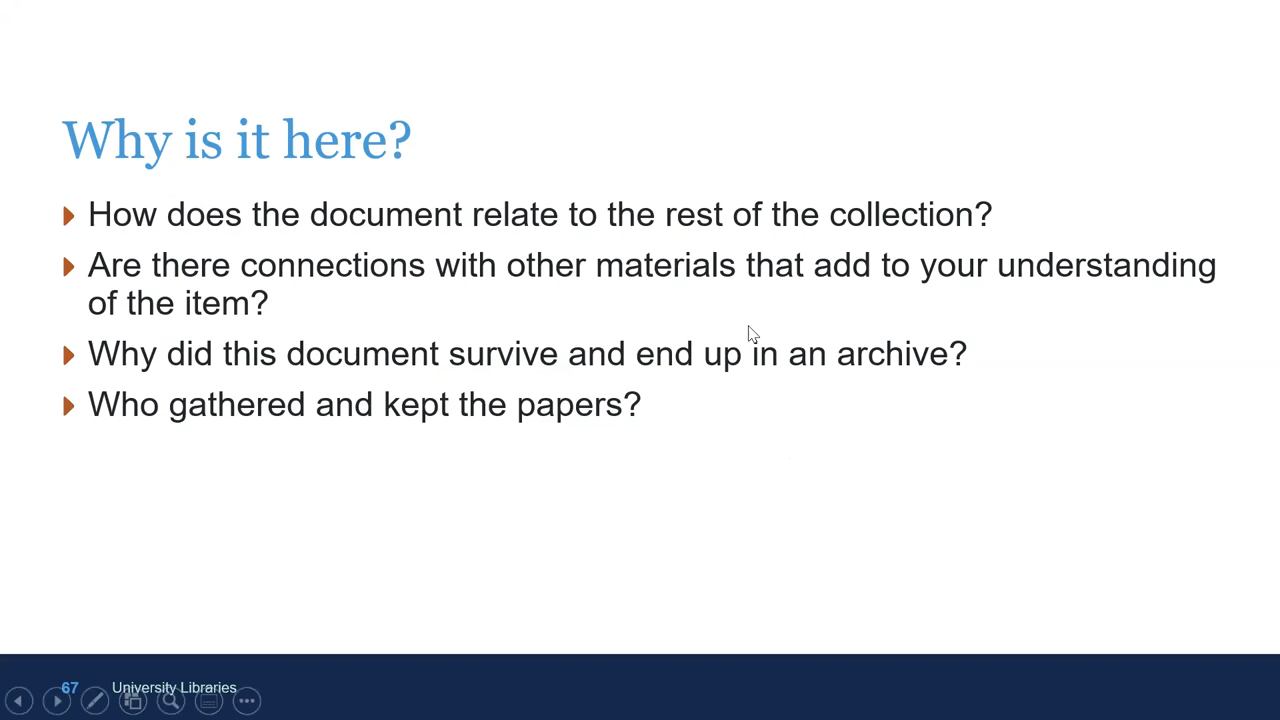 Why is it here?
How does the document relate to the rest of the collection?
Are there connections with other materials that add to your understanding
of the item?
Why did this document survive and end up in an archive?
Who gathered and kept the papers?
67 University Libraries